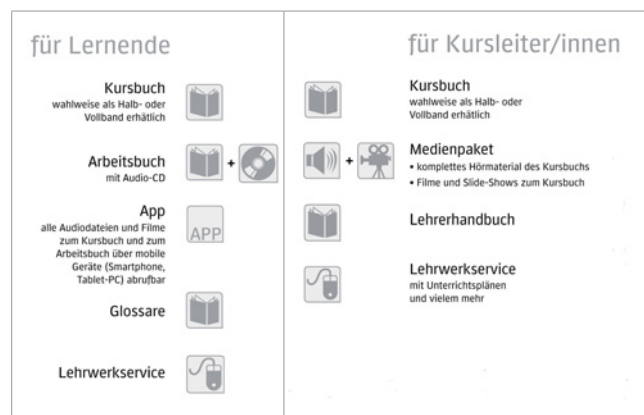 für Lernende
Kursbuch
wahlweise als Halb- oder
Vollband erhätlich
Arbeitsbuch
+
mit Audio-CD
App
alle Audiodateien und Filme
zum Kursbuch und zum
Arbeitsbuch über mobile
Geräte (Smartphone,
Tablet-PC) abrufbar
APP
Glossare
Lehrwerkservice
für Kursleiter/innen
Kursbuch
wahlweise als Halb- oder
Vollband erhätlich
+
Medienpaket
• komplettes Hörmaterial des Kursbuchs
• Filme und Slide-Shows zum Kursbuch
Lehrerhandbuch
Lehrwerkservice
mit Unterrichtsplänen
und vielem mehr